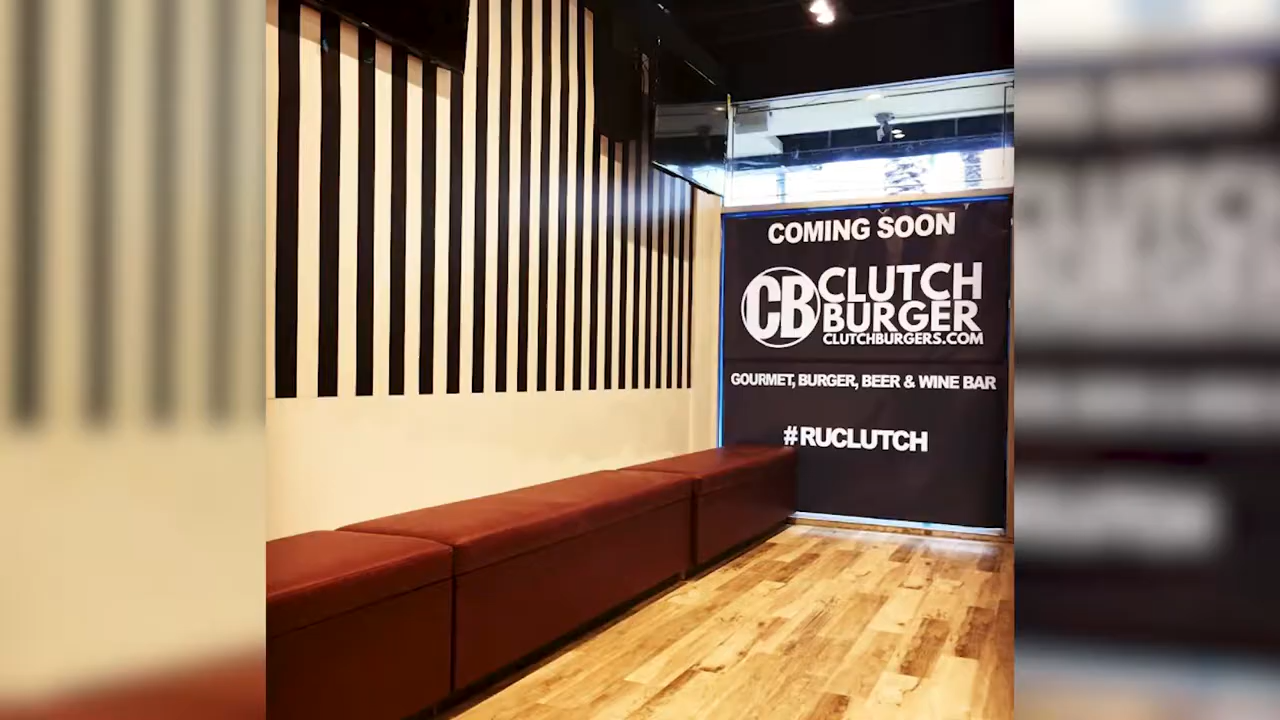 COMING SOON
CB
CLUTCH
BURGER
CLUTCHBURGERS.COM
GOURMET, BURGER, BEER & WINE BAR
#RUCLUTCH